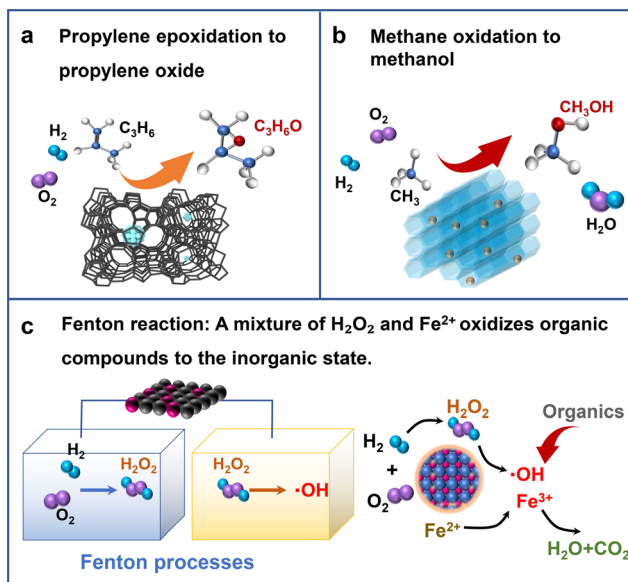 a Propylene epoxidation to
propylene oxide
H₂
C₃H₆
C₃H₆O
O₂
b Methane oxidation to
methanol
O₂
H₂
CH₃
CH₃OH
H₂O
c Fenton reaction: A mixture of H₂O₂ and Fe²⁺ oxidizes organic
compounds to the inorganic state.
H₂
O₂
H₂O₂
H₂O₂
·OH
Fenton processes
H₂
+
O₂
H₂O₂
Organics
·OH
Fe³⁺
Fe²⁺
H₂O+CO₂